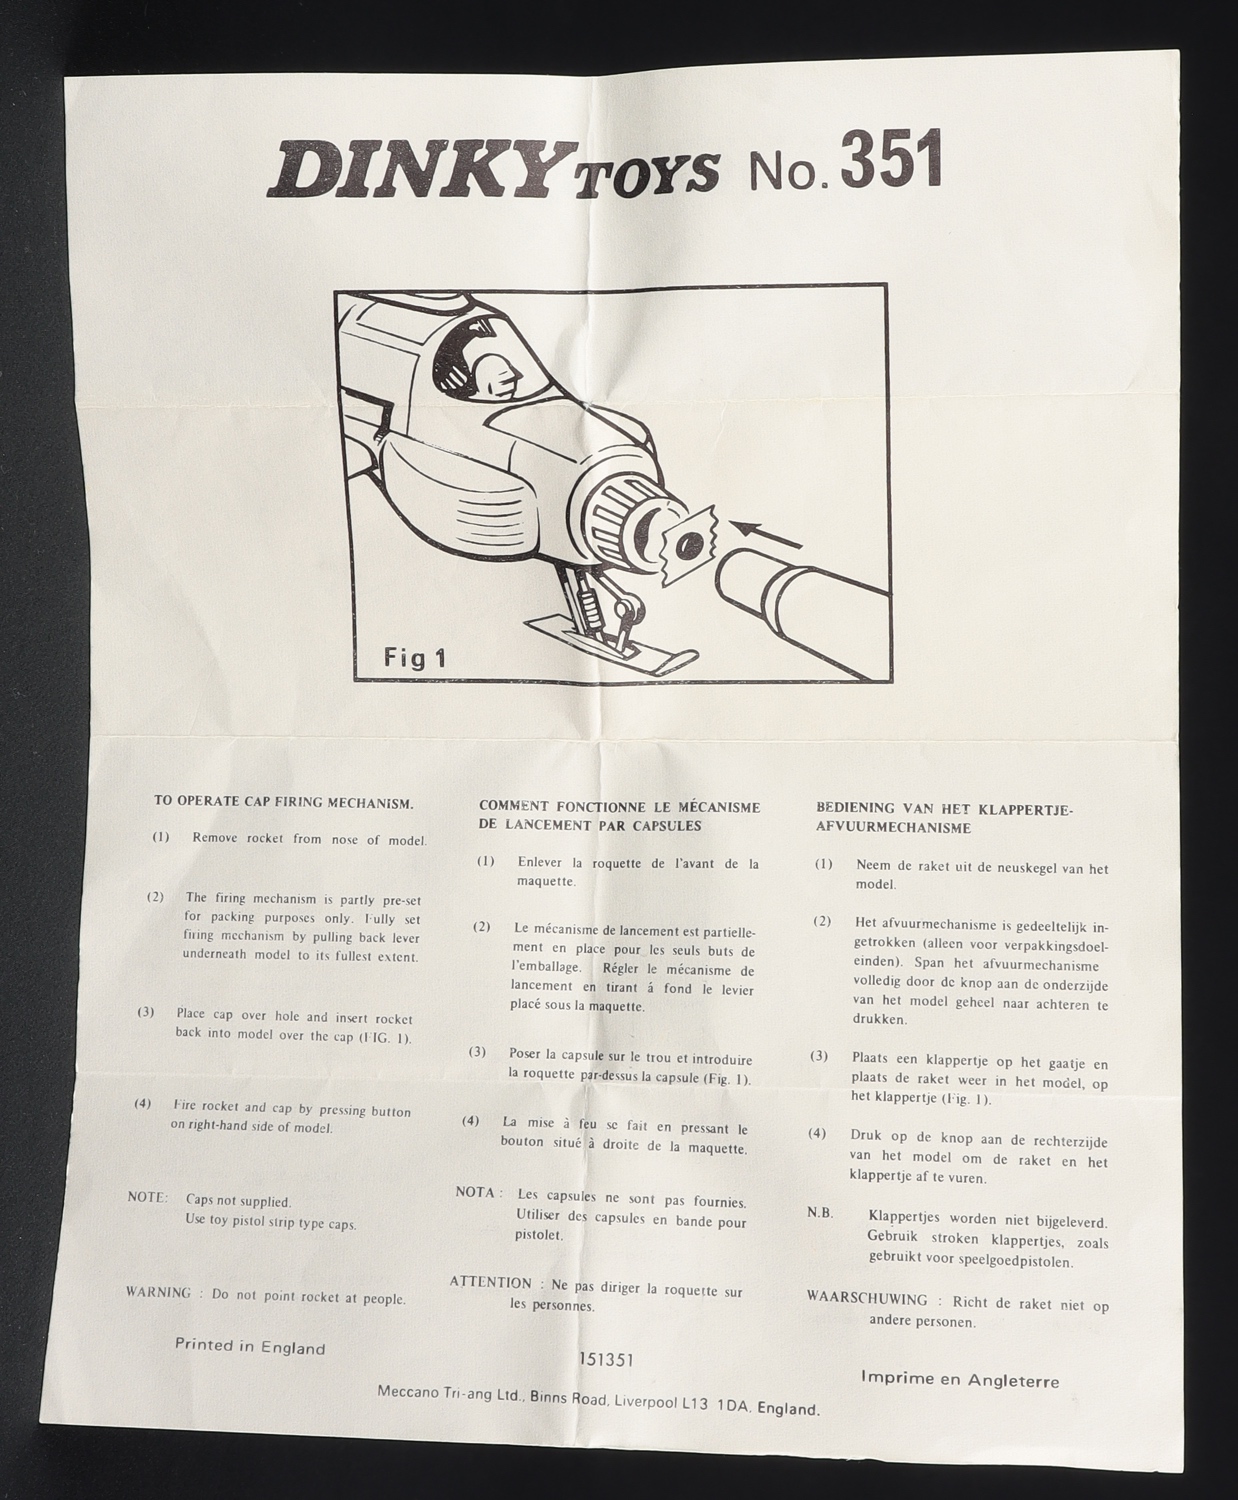 DINKY TOYS No. 351
Fig 1
TO OPERATE CAP FIRING MECHANISM.
(1) Remove rocket from nose of model.
(2) The firing mechanism is partly pre-set
for packing purposes only. Fully set
firing mechanism by pulling back lever
underneath model to its fullest extent.
(3) Place cap over hole and insert rocket
back into model over the cap (FIG. 1).
(4) Fire rocket and cap by pressing button
on right-hand side of model.
NOTE: Caps not supplied.
Use toy pistol strip type caps.
WARNING : Do not point rocket at people.
Printed in England
COMMENT FONCTIONNE LE MÉCANISME
DE LANCEMENT PAR CAPSULES
(1) Enlever la roquette de l'avant de la
maquette.
(2) Le mécanisme de lancement est partielle-
ment en place pour les seuls buts de
l'emballage. Régler le mécanisme de
lancement en tirant á fond le levier
placé sous la maquette.
(3) Poser la capsule sur le trou et introduire
la roquette par-dessus la capsule (Fig. 1).
(4) La mise à feu se fait en pressant le
bouton situé à droite de la maquette.
NOTA : Les capsules ne sont pas fournies.
Utiliser des capsules en bande pour
pistolet.
ATTENTION : Ne pas diriger la roquette sur
les personnes.
151351
BEDIENING VAN HET KLAPPERTJE-
AFVUURMECHANISME
(1) Neem de raket uit de neuskegel van het
model.
(2) Het afvuurmechanisme is gedeeltelijk in-
getrokken (alleen voor verpakkingsdoel-
einden). Span het afvuurmechanisme
volledig door de knop aan de onderzijde
van het model geheel naar achteren te
drukken.
(3) Plaats een klappertje op het gaatje en
plaats de raket weer in het model, op
het klappertje (Fig. 1).
(4) Druk op de knop aan de rechterzijde
van het model om de raket en het
klappertje af te vuren.
N.B. Klappertjes worden niet bijgeleverd.
Gebruik stroken klappertjes, zoals
gebruikt voor speelgoedpistolen.
WAARSCHUWING : Richt de raket niet op
andere personen.
Imprime en Angleterre
Meccano Tri-ang Ltd., Binns Road, Liverpool L13 1DA, England.